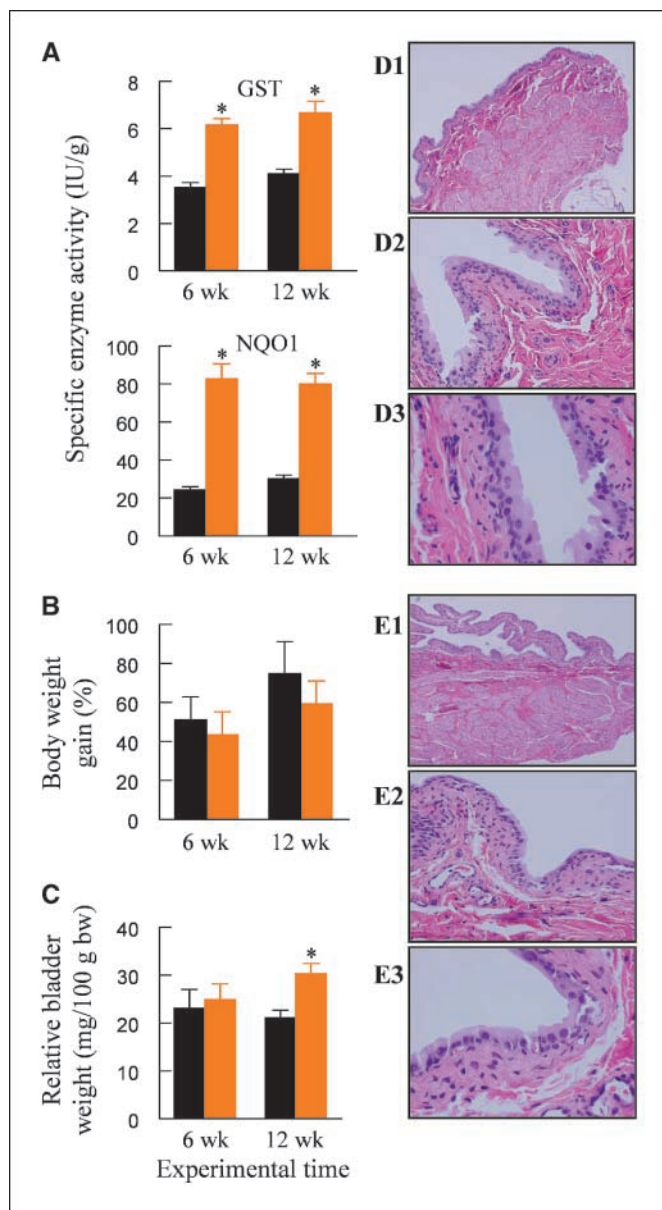 A
GST
Specific enzyme activity (IU/g)
8
6
4
2
0
*
*
6 wk
12 wk
NQO1
100
80
60
40
20
0
*
*
6 wk
12 wk
B
Body weight
gain (%)
100
80
60
40
20
0
6 wk
12 wk
C
Relative bladder
weight (mg/100 g bw)
40
30
20
10
0
*
6 wk
12 wk
Experimental time
D1
D2
D3
E1
E2
E3